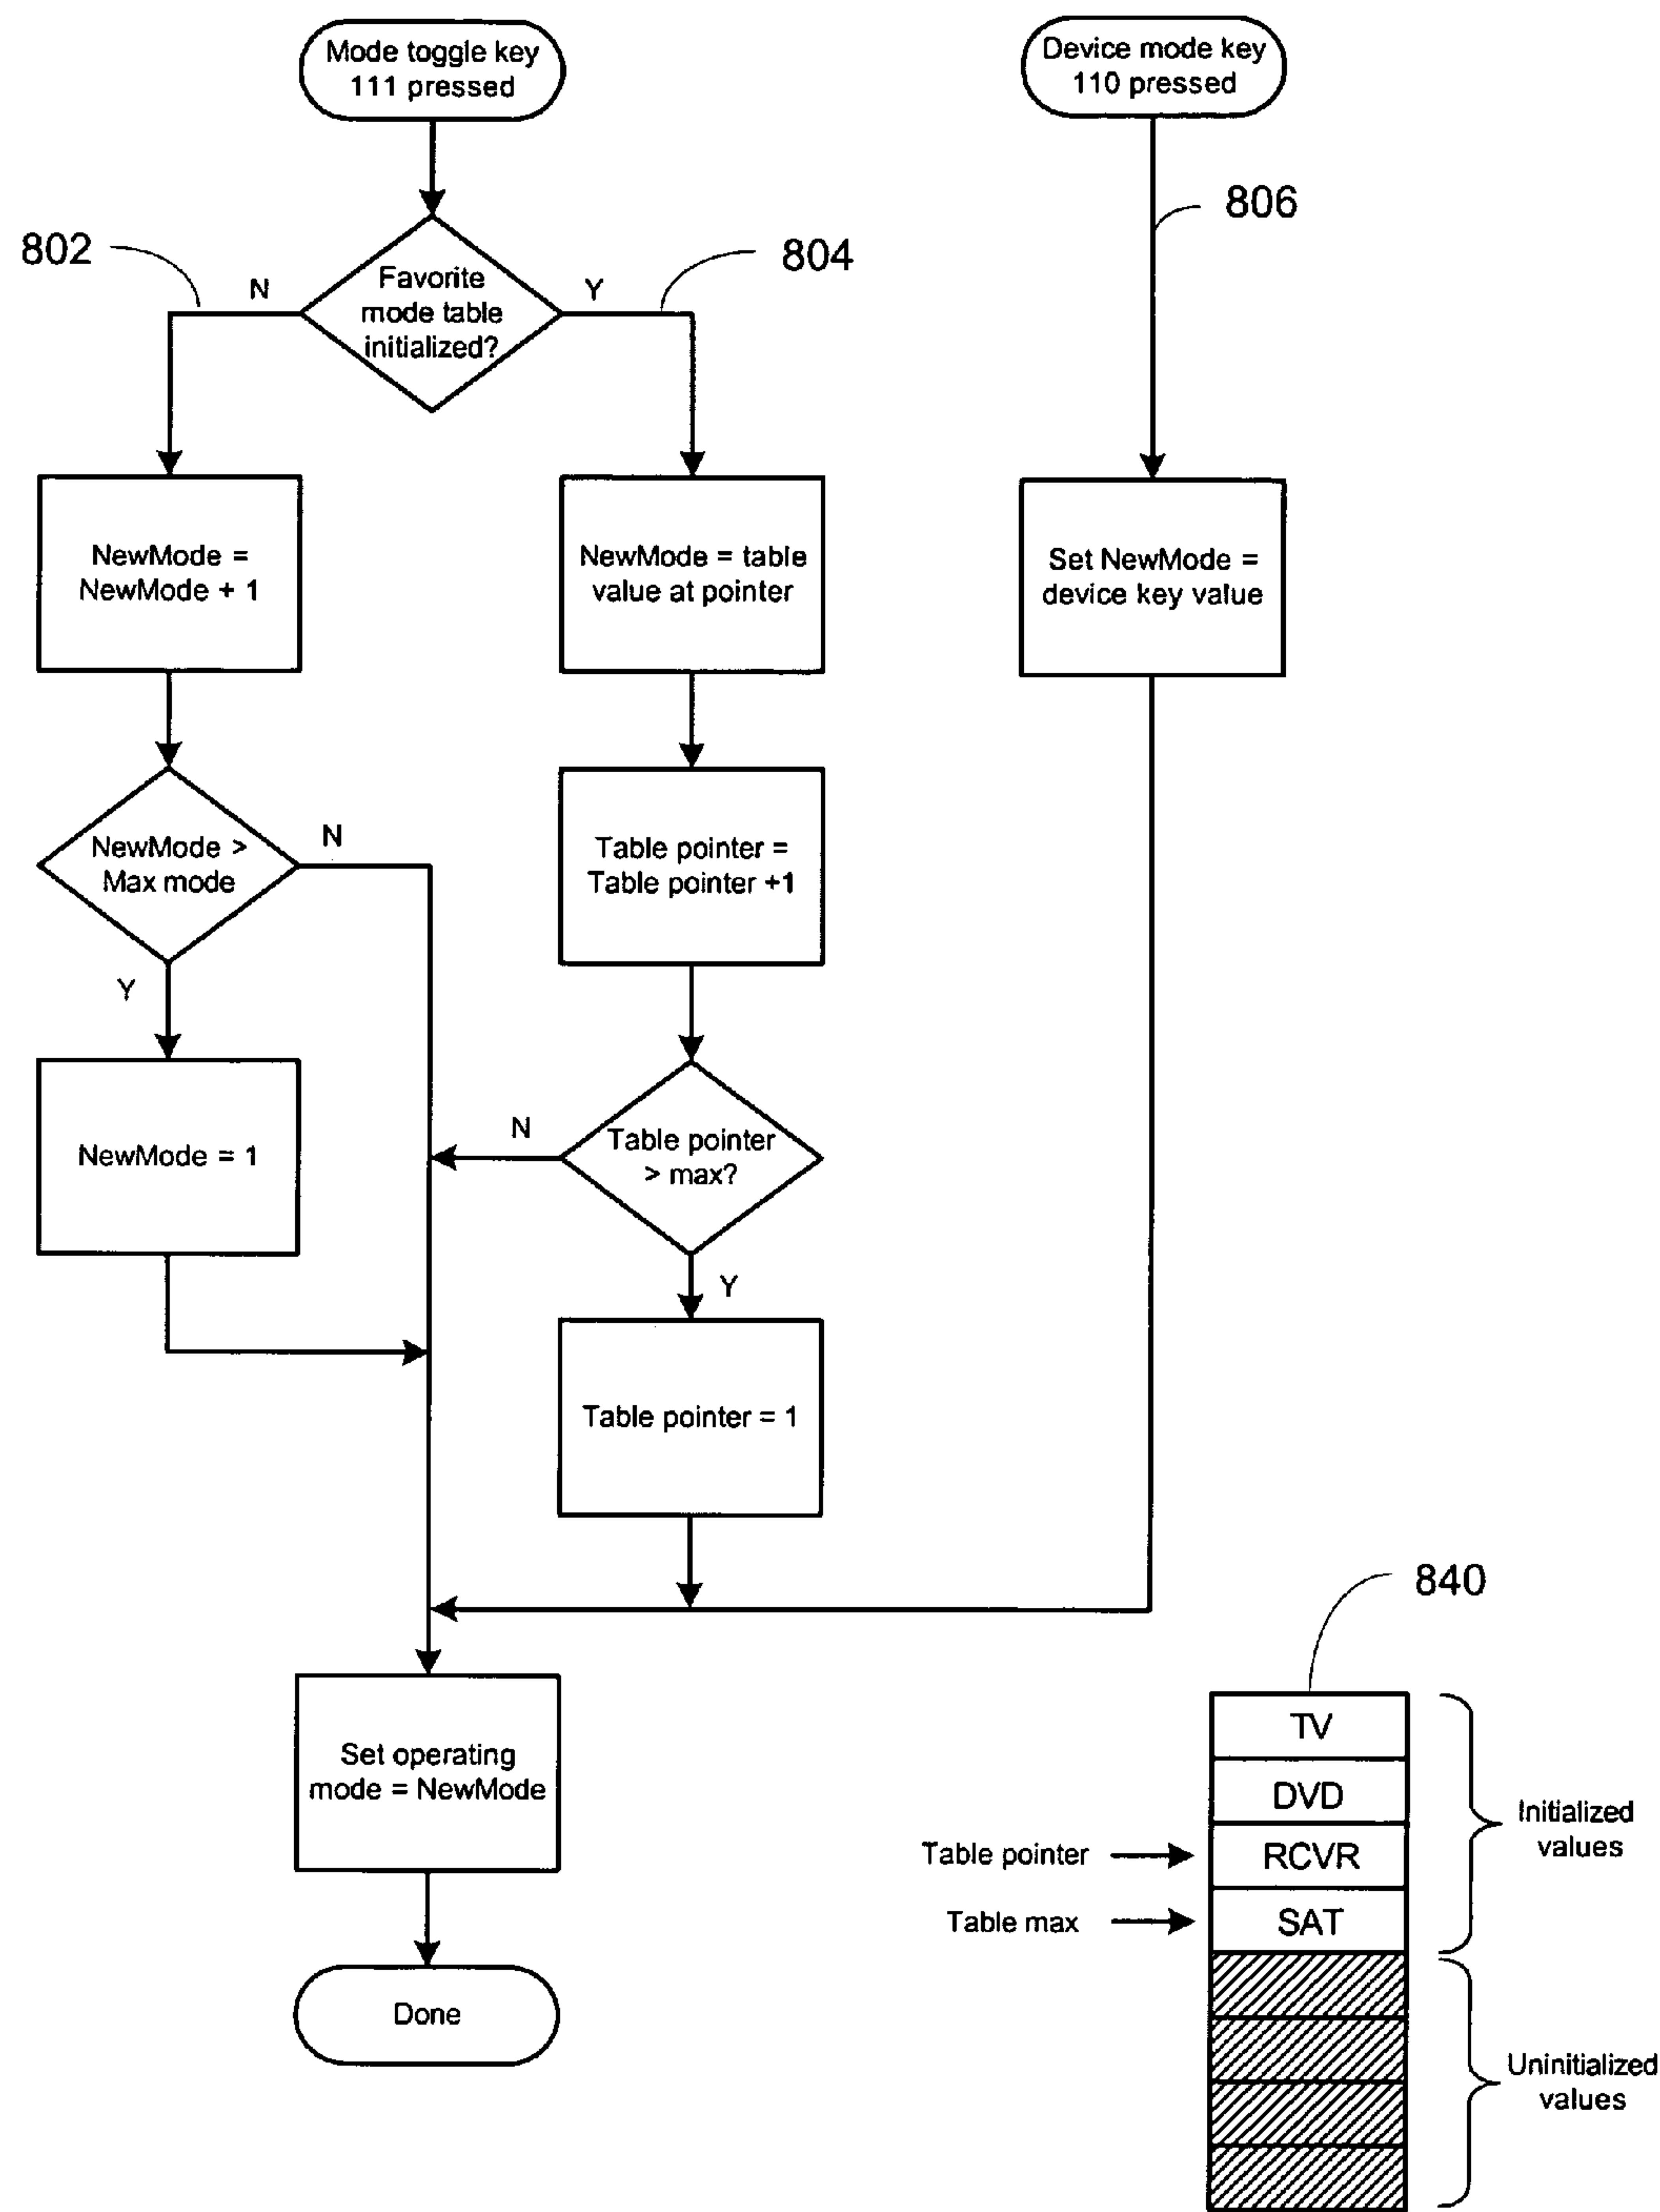 Mode toggle key
111 pressed
Device mode key
110 pressed
806
802
804
N
Y
Favorite
mode table
initialized?
NewMode =
NewMode + 1
NewMode = table
value at pointer
Set NewMode =
device key value
NewMode >
Max mode
N
Y
Table pointer =
Table pointer +1
NewMode = 1
N
Table pointer
> max?
Y
Table pointer = 1
Set operating
mode = NewMode
Done
840
TV
DVD
Table pointer
RCVR
Table max
SAT
Initialized
values
Uninitialized
values